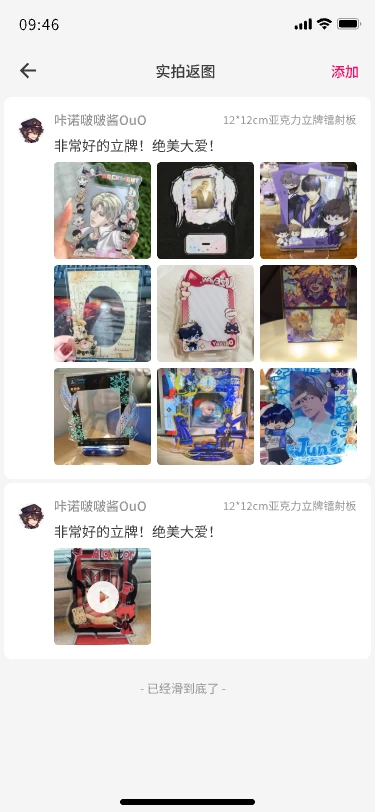 09:46
实拍返图
添加
咔诺啵啵酱OuO
12*12cm亚克力立牌镭射板
非常好的立牌！绝美大爱！
Jun
咔诺啵啵酱OuO
12*12cm亚克力立牌镭射板
非常好的立牌！绝美大爱！
- 已经滑到底了 -